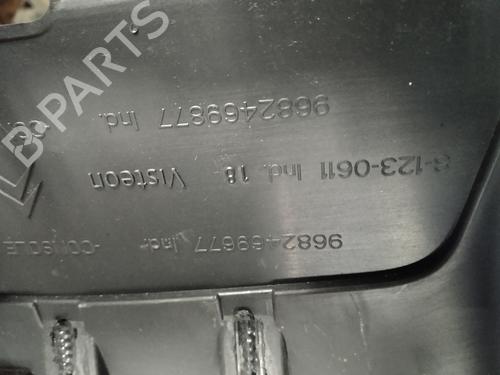 9682469677 Ind -CONSOLE
8-123-0611 Ind. 18 Visteon
9682469877 Ind.
B-PARTS